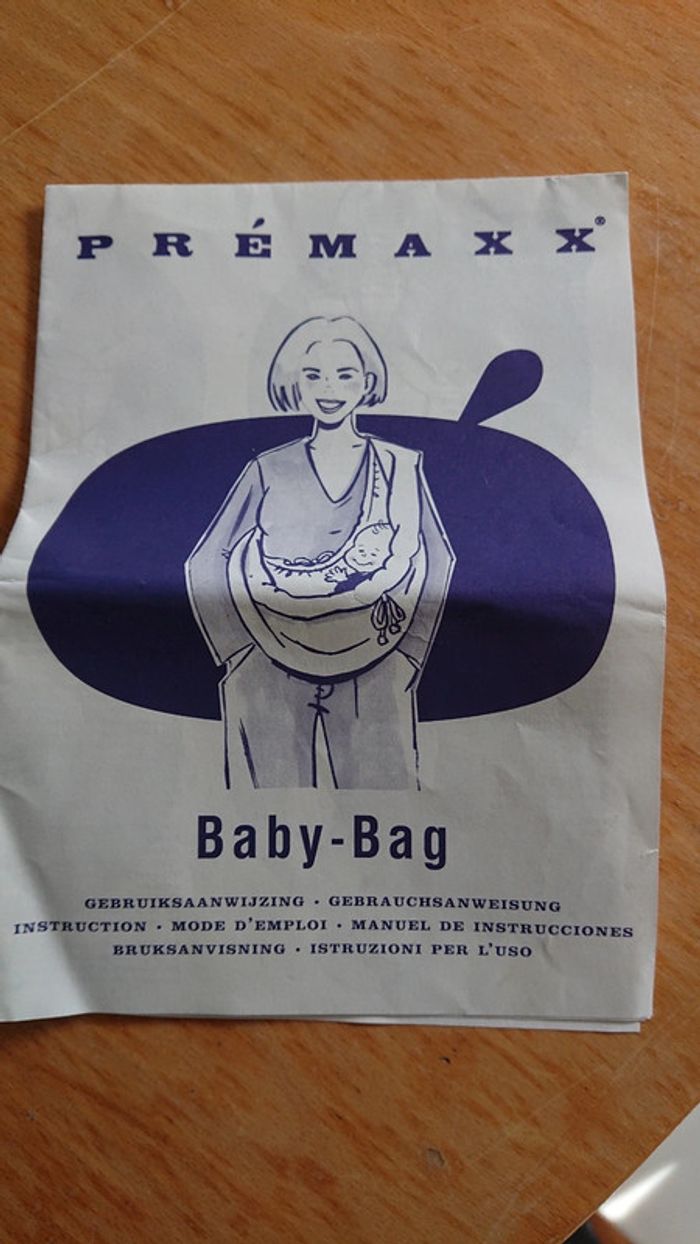 PRÉMAXX®
Baby-Bag
GEBRUIKSAANWIJZING · GEBRAUCHSANWEISUNG
INSTRUCTION · MODE D'EMPLOI · MANUEL DE INSTRUCCIONES
BRUKSANVISNING · ISTRUZIONI PER L'USO